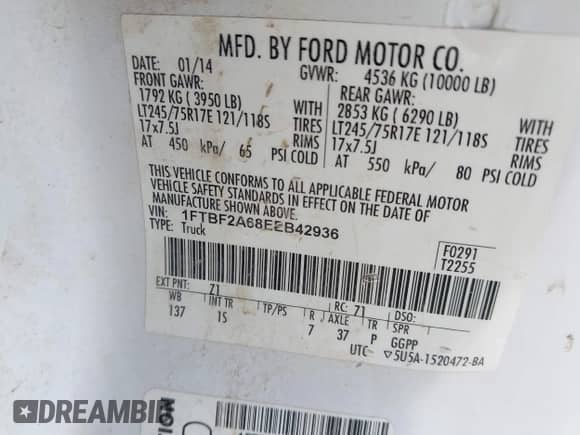 MFD. BY FORD MOTOR CO.
DATE: 01/14 GVWR: 4536 KG (10000 LB)
FRONT GAWR: REAR GAWR:
1792 KG (3950 LB) WITH 2853 KG (6290 LB) WITH
LT245/75R17E 121/118S TIRES LT245/75R17E 121/118S TIRES
17x7.5J RIMS 17x7.5J RIMS
AT 450 kPa/ 65 PSI COLD AT 550 kPa/ 80 PSI COLD
THIS VEHICLE CONFORMS TO ALL APPLICABLE FEDERAL MOTOR
VEHICLE SAFETY STANDARDS IN EFFECT ON THE DATE OF
MANUFACTURE SHOWN ABOVE.
VIN: 1FTBF2A68EEB42936
TYPE: Truck
F0291
T2255
EXT PNT: Z1 RC: 71 DSO:
WB INT TR TP/PS R AXLE TR SPR
137 15 7 37 P GGPP
UTC ▽5U5A-1520472-BA
DREAMBID